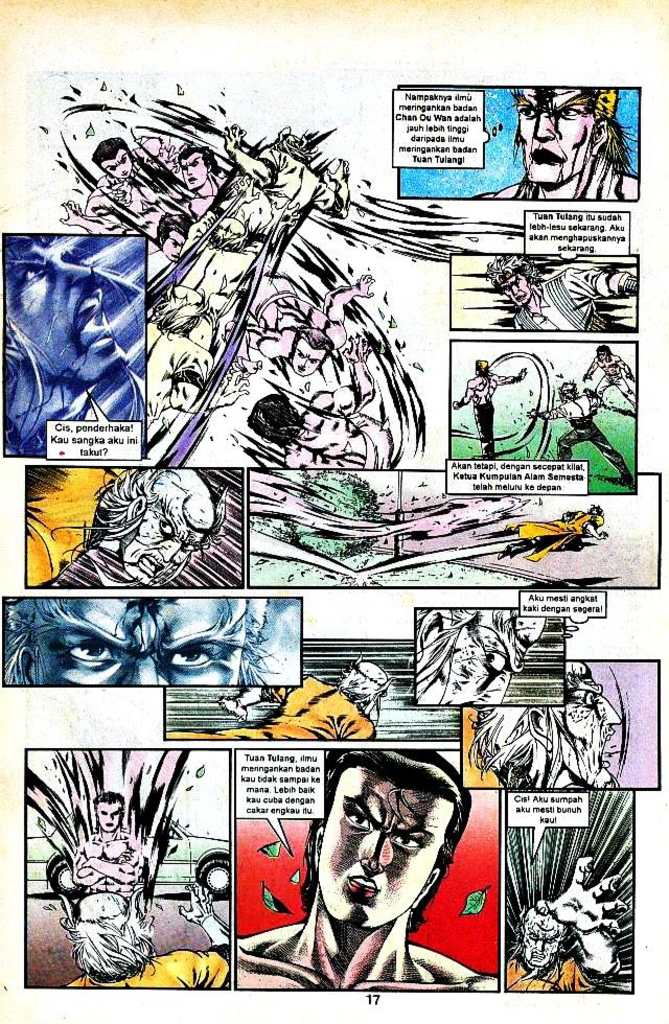 Nampaknya ilmu
meringankan badan
Chan Ou Wan adalah
jauh lebih tinggi
daripada ilmu
meringankan badan
Tuan Tulang!
Tuan Tulang itu sudah
lebih-lesu sekarang. Aku
akan menghapuskannya
sekarang.
Cis, penderhaka!
Kau sangka aku ini
takut?
Akan tetapi, dengan secepat kilat,
Ketua Kumpulan Alam Semesta
telah meluru ke depan
Aku mesti angkat
kaki dengan segera!
Tuan Tulang, ilmu
meringankan badan
kau tidak sampai ke
mana. Lebih baik
kau cuba dengan
cakar engkau itu
Cis! Aku sumpah
aku mesti bunuh
kau!
17